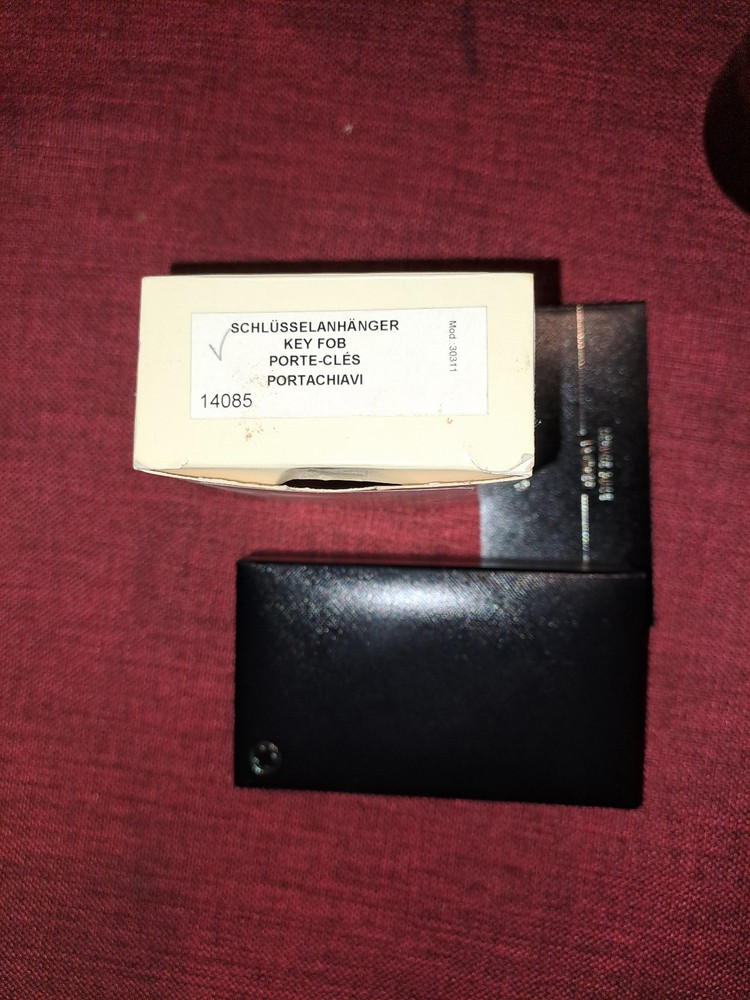 SCHLÜSSELANHÄNGER
KEY FOB
PORTE-CLÉS
PORTACHIAVI
14085
Mod. 30311